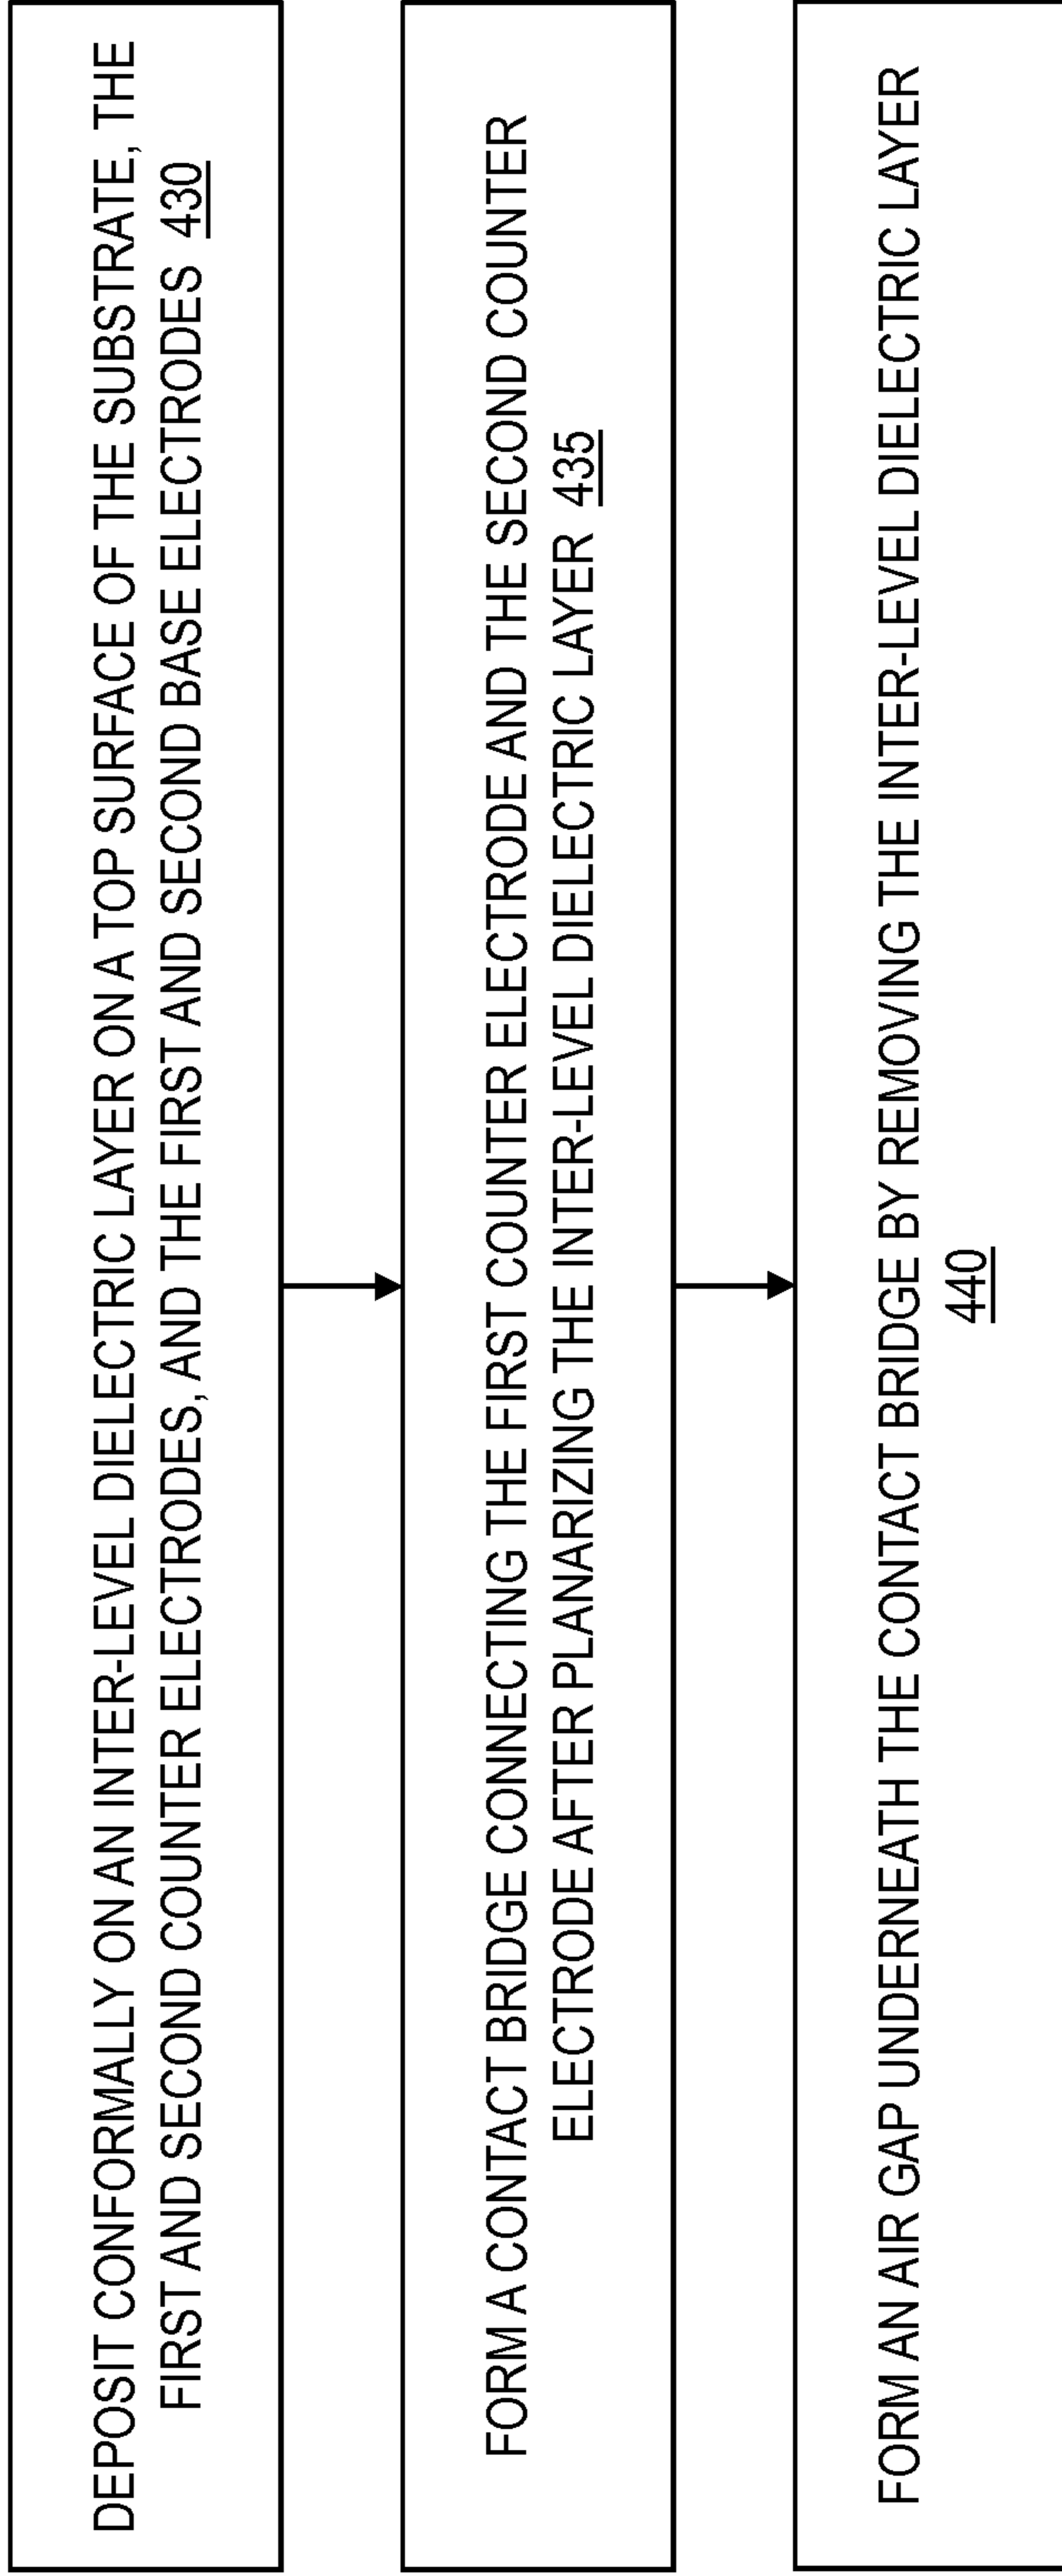 DEPOSIT CONFORMALLY ON AN INTER-LEVEL DIELECTRIC LAYER ON A TOP SURFACE OF THE SUBSTRATE, THE
FIRST AND SECOND COUNTER ELECTRODES, AND THE FIRST AND SECOND BASE ELECTRODES 430
FORM A CONTACT BRIDGE CONNECTING THE FIRST COUNTER ELECTRODE AND THE SECOND COUNTER
ELECTRODE AFTER PLANARIZING THE INTER-LEVEL DIELECTRIC LAYER 435
FORM AN AIR GAP UNDERNEATH THE CONTACT BRIDGE BY REMOVING THE INTER-LEVEL DIELECTRIC LAYER
440